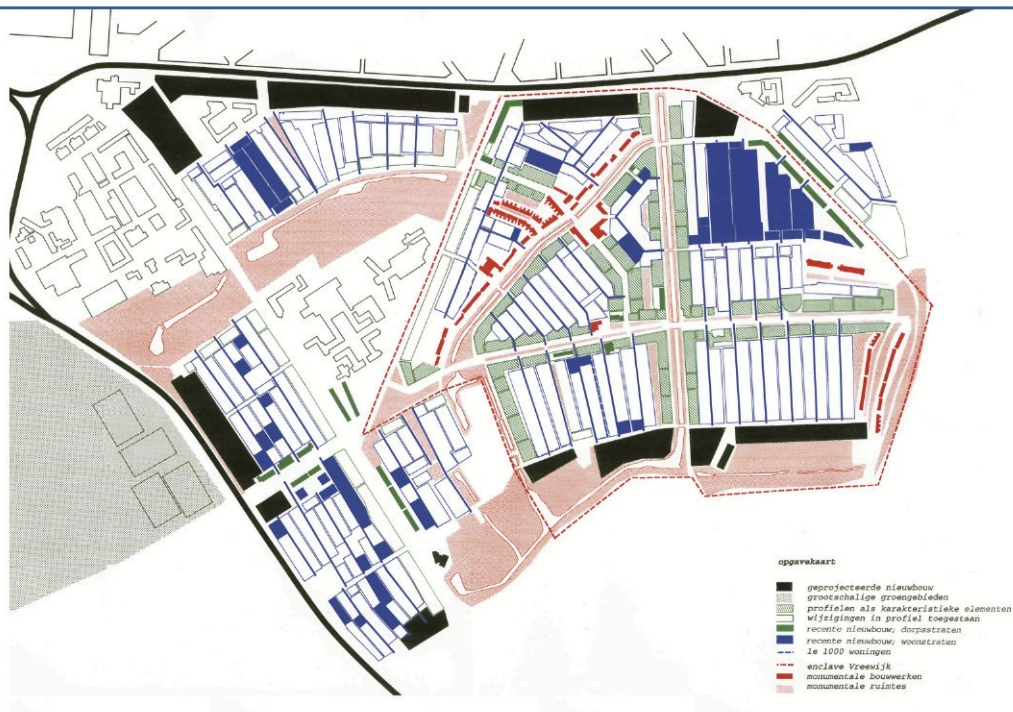 opgavekaart
geprojecteerde nieuwbouw
grootschalige groengebieden
profielen als karakteristieke elementen
wijzigingen in profiel toegestaan
recente nieuwbouw; dorpsstraten
recente nieuwbouw; woonstraten
1e 1000 woningen
enclave Vreewijk
monumentale bouwwerken
monumentale ruimtes